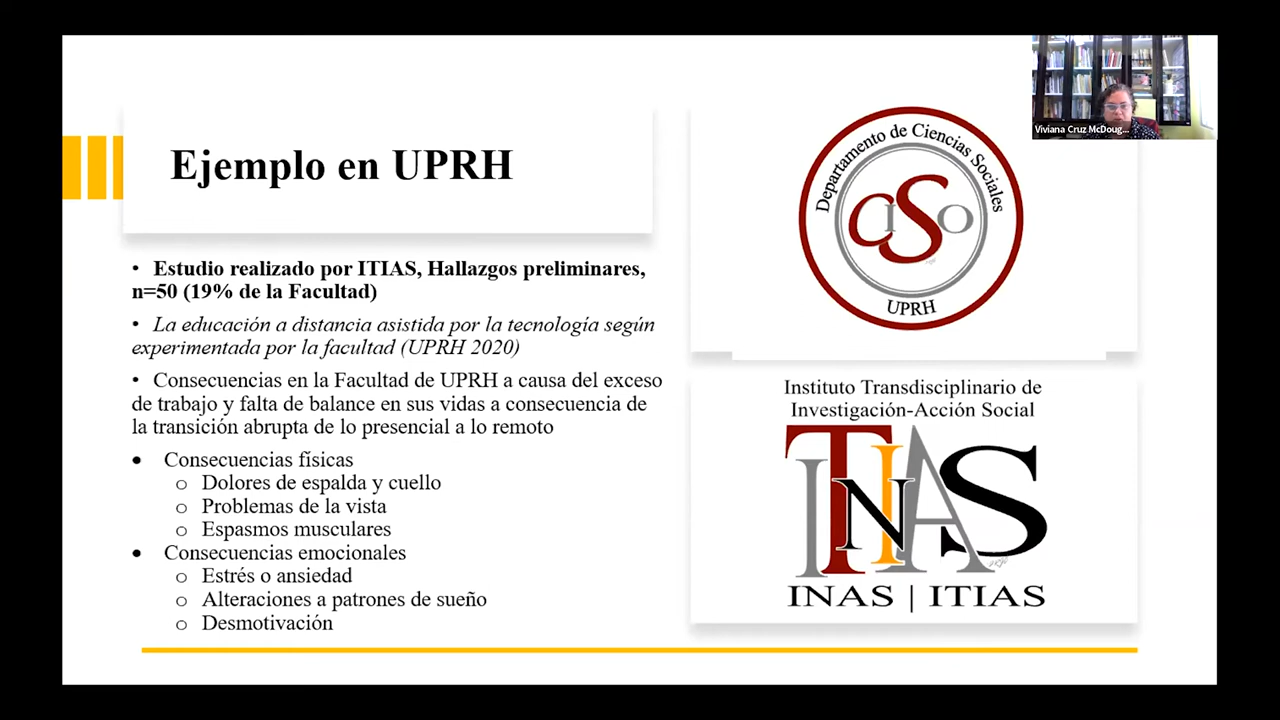 Ejemplo en UPRH
• Estudio realizado por ITIAS, Hallazgos preliminares,
n=50 (19% de la Facultad)
• La educación a distancia asistida por la tecnología según
experimentada por la facultad (UPRH 2020)
• Consecuencias en la Facultad de UPRH a causa del exceso
de trabajo y falta de balance en sus vidas a consecuencia de
la transición abrupta de lo presencial a lo remoto
• Consecuencias físicas
o Dolores de espalda y cuello
o Problemas de la vista
o Espasmos musculares
• Consecuencias emocionales
o Estrés o ansiedad
o Alteraciones a patrones de sueño
o Desmotivación
Departamento de Ciencias Sociales
CISO
UPRH
Instituto Transdisciplinario de
Investigación-Acción Social
ITNIAS
INAS | ITIAS
Viviana Cruz McDoug...